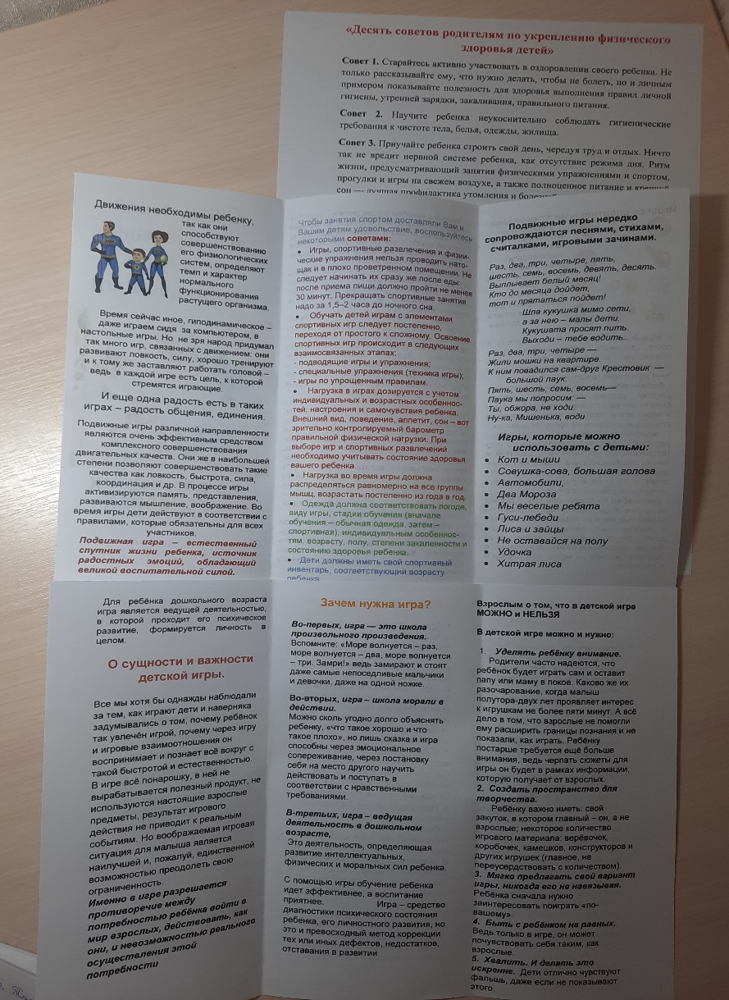 «Десять советов родителям по укреплению физического
здоровья детей»
Совет 1. Старайтесь активно участвовать в оздоровлении своего ребенка. Не
только рассказывайте ему, что нужно делать, чтобы не болеть, но и личным
примером показывайте полезность для здоровья выполнения правил личной
гигиены, утренней зарядки, закаливания, правильного питания.
Совет 2. Научите ребенка неукоснительно соблюдать гигиенические
требования к чистоте тела, белья, одежды, жилища.
Совет 3. Приучайте ребенка строить свой день, чередуя труд и отдых. Ничто
так не вредит нервной системе ребенка, как отсутствие режима дня. Ритм
жизни, предусматривающий занятия физическими упражнениями и спортом,
прогулки и игры на свежем воздухе, а также полноценное питание и крепкий
сон — лучшая профилактика утомления и
Движения необходимы ребенку,
так как они
способствуют
совершенствованию
его физиологических
систем, определяют
темп и характер
нормального
функционирования
растущего организма.
Время сейчас иное, гиподинамическое –
даже играем сидя за компьютером, в
настольные игры. Но не зря народ придумал
так много игр, связанных с движением: они
развивают ловкость, силу, хорошо тренируют
и к тому же заставляют работать головой –
ведь в каждой игре есть цель, к которой
стремятся играющие.
И еще одна радость есть в таких
играх – радость общения, единения.
Подвижные игры различной направленности
являются очень эффективным средством
комплексного совершенствования
двигательных качеств. Они же в наибольшей
степени позволяют совершенствовать такие
качества как ловкость, быстрота, сила,
координация и др. В процессе игры
активизируются память, представления,
развиваются мышление, воображение. Во
время игры дети действуют в соответствии с
правилами, которые обязательны для всех
участников.
Подвижная игра – естественный
спутник жизни ребенка, источник
радостных эмоций, обладающий
великой воспитательной силой.
Чтобы занятия спортом доставляли Вам и
Вашим детям удовольствие, воспользуйтесь
некоторыми советами:
• Игры, спортивные развлечения и физи-
ческие упражнения нельзя проводить нато-
щак и в плохо проветренном помещении. Не
следует начинать их сразу же после еды:
после приема пищи должно пройти не менее
30 минут. Прекращать спортивные занятия
надо за 1,5–2 часа до ночного сна.
• Обучать детей играм с элементами
спортивных игр следует постепенно,
переходя от простого к сложному. Освоение
спортивных игр происходит в следующих
взаимосвязанных этапах:
- подводящие игры и упражнения;
- специальные упражнения (техника игры);
- игры по упрощенным правилам.
• Нагрузка в играх дозируется с учетом
индивидуальных и возрастных особеннос-
тей, настроения и самочувствия ребенка.
Внешний вид, поведение, аппетит, сон – вот
зрительно контролируемый барометр
правильной физической нагрузки. При
выборе игр и спортивных развлечений
необходимо учитывать состояние здоровья
вашего ребенка.
• Нагрузка во время игры должна
распределяться равномерно на все группы
мышц, возрастать постепенно из года в год.
• Одежда должна соответствовать погоде,
виду игры, стадии обучения (вначале
обучения – обычная одежда, затем –
спортивная), индивидуальным особеннос-
тям, возрасту, полу, степени закаленности и
состоянию здоровья ребенка.
• Дети должны иметь свой спортивный
инвентарь, соответствующий возрасту
ребенка
Подвижные игры нередко
сопровождаются песнями, стихами,
считалками, игровыми зачинами.
Раз, два, три, четыре, пять,
шесть, семь, восемь, девять, десять.
Выплывает белый месяц!
Кто до месяца дойдет,
тот и прятаться пойдет!
Шла кукушка мимо сети,
а за нею – малы дети.
Кукушата просят пить.
Выходи – тебе водить.
Раз, два, три, четыре —
Жили мошки на квартире.
К ним повадился сам-друг Крестовик —
большой паук.
Пять, шесть, семь, восемь—
Паука мы попросим: —
Ты, обжора, не ходи.
Ну-ка, Мишенька, води.
Игры, которые можно
использовать с детьми:
• Кот и мыши
• Совушка-сова, большая голова
• Автомобили,
• Два Мороза
• Мы веселые ребята
• Гуси-лебеди
• Лиса и зайцы
• Не оставайся на полу
• Удочка
• Хитрая лиса
Для ребёнка дошкольного возраста
игра является ведущей деятельностью,
в которой проходит его психическое
развитие, формируется личность в
целом.
О сущности и важности
детской игры.
Все мы хотя бы однажды наблюдали
за тем, как играют дети и наверняка
задумывались о том, почему ребёнок
так увлечён игрой, почему через игру
и игровые взаимоотношения он
воспринимает и познает всё вокруг с
такой быстротой и естественностью.
В игре всё понарошку, в ней не
вырабатывается полезный продукт, не
используются настоящие взрослые
предметы, результат игрового
действия не приводит к реальным
событиям. Но воображаемая игровая
ситуация для малыша является
наилучшей и, пожалуй, единственной
возможностью преодолеть свою
ограниченность.
Именно в игре разрешается
противоречие между
потребностью ребёнка войти в
мир взрослых, действовать, как
они, и невозможностью реального
осуществления этой
потребности
Зачем нужна игра?
Во-первых, игра — это школа
произвольного произведения.
Вспомните: «Море волнуется – раз,
море волнуется – два, море волнуется
– три. Замри!» ведь замирают и стоят
даже самые непоседливые мальчики
и девочки, даже на одной ножке.
Во-вторых, игра – школа морали в
действии.
Можно сколь угодно долго объяснять
ребенку, «что такое хорошо и что
такое плохо», но лишь сказка и игра
способны через эмоциональное
сопереживание, через постановку
себя на место другого научить
действовать и поступать в
соответствии с нравственными
требованиями.
В-третьих, игра – ведущая
деятельность в дошкольном
возрасте,
Это деятельность, определяющая
развитие интеллектуальных,
физических и моральных сил ребенка.
С помощью игры обучение ребенка
идет эффективнее, а воспитание
приятнее. Игра – средство
диагностики психического состояния
ребенка, его личностного развития, но
это и превосходный метод коррекции
тех или иных дефектов, недостатков,
отставания в развитии
Взрослым о том, что в детской игре
МОЖНО и НЕЛЬЗЯ
В детской игре можно и нужно:
1. Уделять ребёнку внимание.
Родители часто надеются, что
ребёнок будет играть сам и оставит
папу или маму в покое. Каково же их
разочарование, когда малыш
полутора-двух лет проявляет интерес
к игрушкам не более пяти минут. А всё
дело в том, что взрослые не помогли
ему расширить границы познания и не
показали, как играть. Ребёнку
постарше требуется ещё больше
внимания, ведь черпать сюжеты для
игры он будет в рамках информации,
которую получает от взрослых.
2. Создать пространство для
творчества.
Ребёнку важно иметь: свой
закуток, в котором главный – он, а не
взрослые; некоторое количество
игрового материала: верёвочек,
коробочек, камешков, конструкторов и
других игрушек (главное, не
переусердствовать с количеством).
3. Мягко предлагать свой вариант
игры, никогда его не навязывая.
Ребёнка сначала нужно
заинтересовать поиграть «по-
вашему».
4. Быть с ребёнком на равных.
Ведь только в игре, он может
почувствовать себя таким, как
взрослые.
5. Хвалить. И делать это
искренне. Дети отлично чувствуют
фальшь, даже если не показывают
этого.